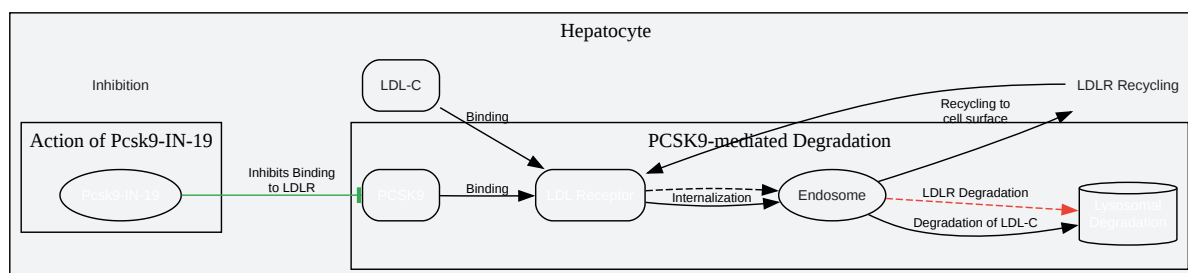 Hepatocyte
Inhibition
LDL-C
LDLR Recycling
Binding
Recycling to
cell surface
Action of Pcsk9-IN-19
PCSK9-mediated Degradation
Pcsk9-IN-19
Inhibits Binding
to LDLR
PCSK9
Binding
LDL Receptor
Internalization
Endosome
LDLR Degradation
Degradation of LDL-C
Lysosomal
Degradation